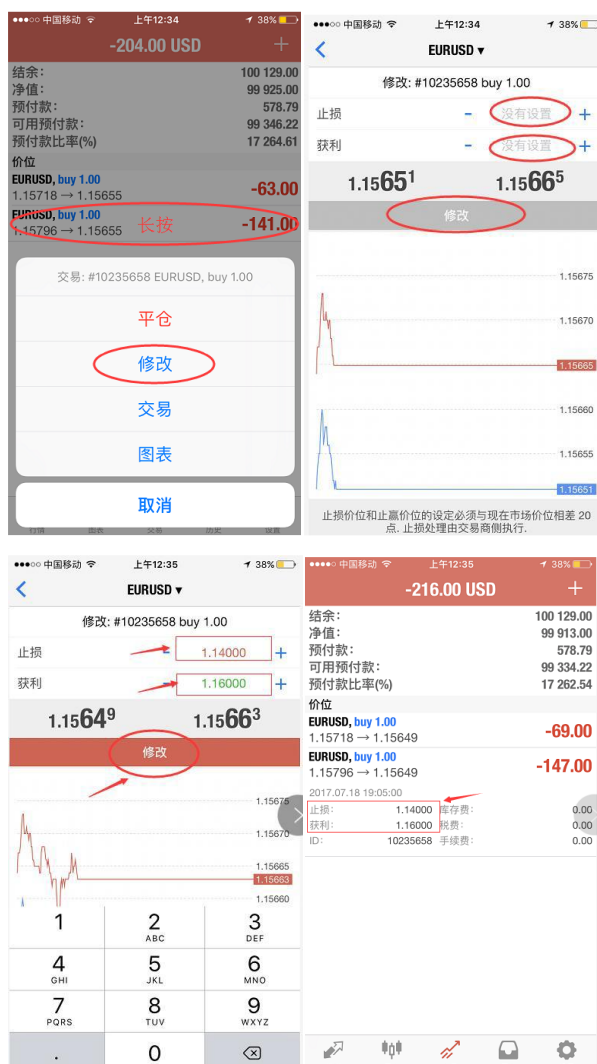 中国移动 上午12:34 38%
-204.00 USD
结余: 100 129.00
净值: 99 925.00
预付款: 578.79
可用预付款: 99 346.22
预付款比率(%) 17 264.61
价位
EURUSD, buy 1.00
1.15718 → 1.15655 -63.00
EURUSD, buy 1.00
1.15796 → 1.15655 -141.00
长按
交易: #10235658 EURUSD, buy 1.00
平仓
修改
交易
图表
取消
行情 图表 交易 历史 设置
中国移动 上午12:34 38%
EURUSD ▾
修改: #10235658 buy 1.00
止损 - 没有设置 +
获利 - 没有设置 +
1.15651 1.15665
修改
1.15675
1.15670
1.15665
1.15660
1.15655
1.15651
止损价位和止赢价位的设定必须与现在市场价位相差 20
点. 止损处理由交易商侧执行.
中国移动 上午12:35 38%
EURUSD ▾
修改: #10235658 buy 1.00
止损 - 1.14000 +
获利 - 1.16000 +
1.15649 1.15663
修改
1.15675
1.15670
1.15665
1.15663
1.15660
1 2 3
ABC DEF
4 5 6
GHI JKL MNO
7 8 9
PQRS TUV WXYZ
. 0
中国移动 上午12:35 38%
-216.00 USD
结余: 100 129.00
净值: 99 913.00
预付款: 578.79
可用预付款: 99 334.22
预付款比率(%) 17 262.54
价位
EURUSD, buy 1.00
1.15718 → 1.15649 -69.00
EURUSD, buy 1.00
1.15796 → 1.15649 -147.00
2017.07.18 19:05:00
止损: 1.14000 库存费: 0.00
获利: 1.16000 税费: 0.00
ID: 10235658 手续费: 0.00